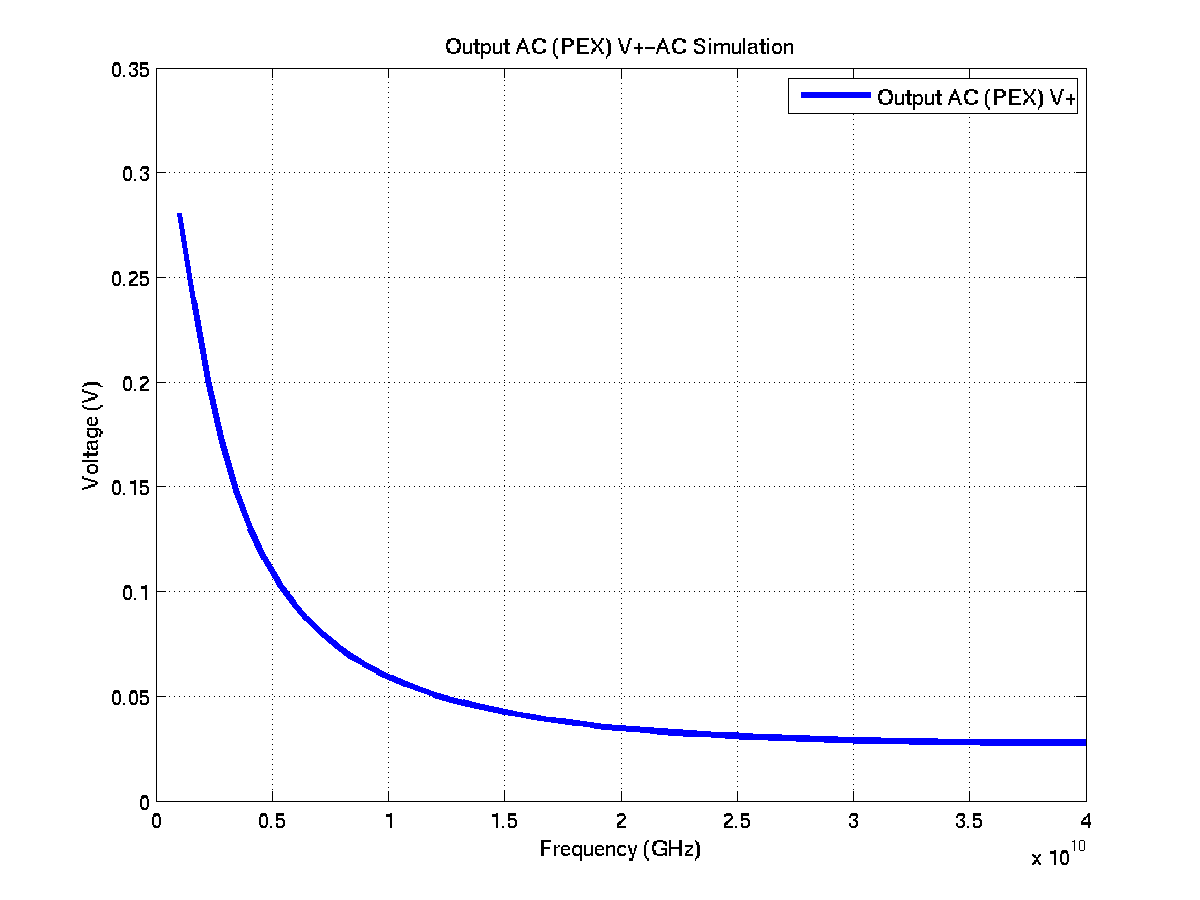 Output AC (PEX) V+−AC Simulation
Output AC (PEX) V+
0.35
0.3
0.25
0.2
0.15
0.1
0.05
0
Voltage (V)
0 0.5 1 1.5 2 2.5 3 3.5 4
Frequency (GHz)
x 10^10